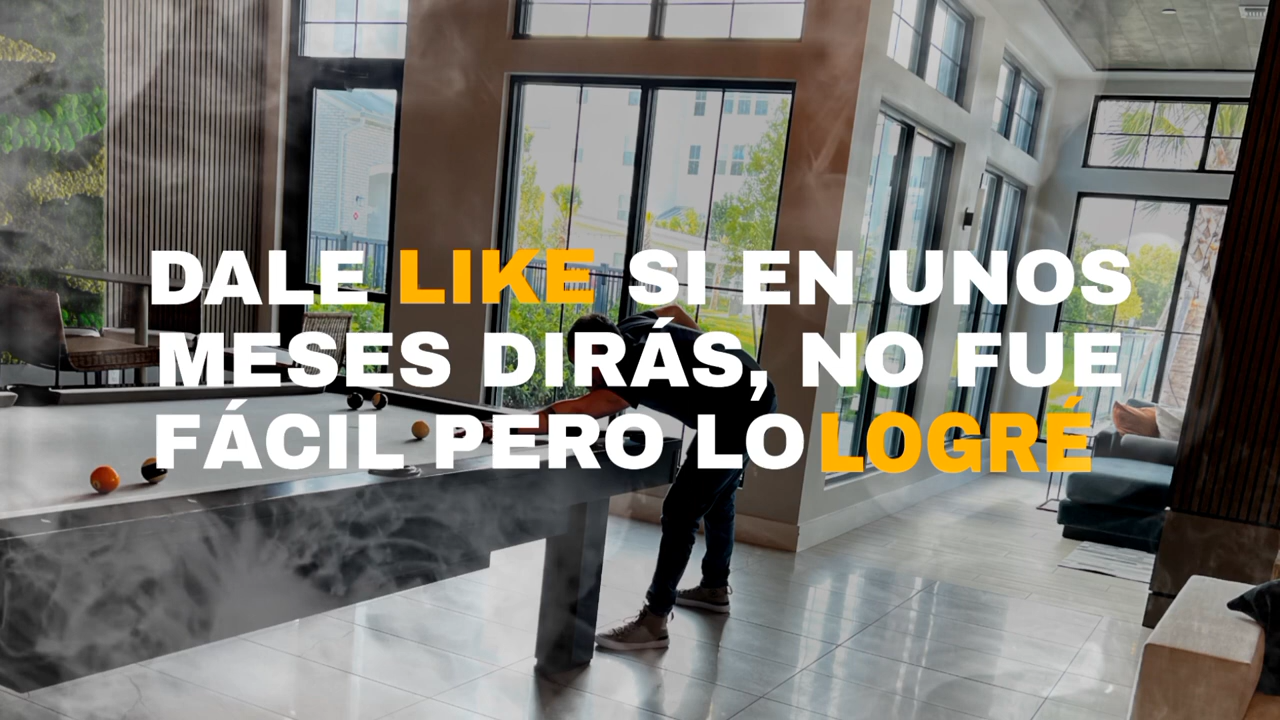 DALE LIKE SI EN UNOS
MESES DIRÁS, NO FUE
FÁCIL PERO LO LOGRÉ